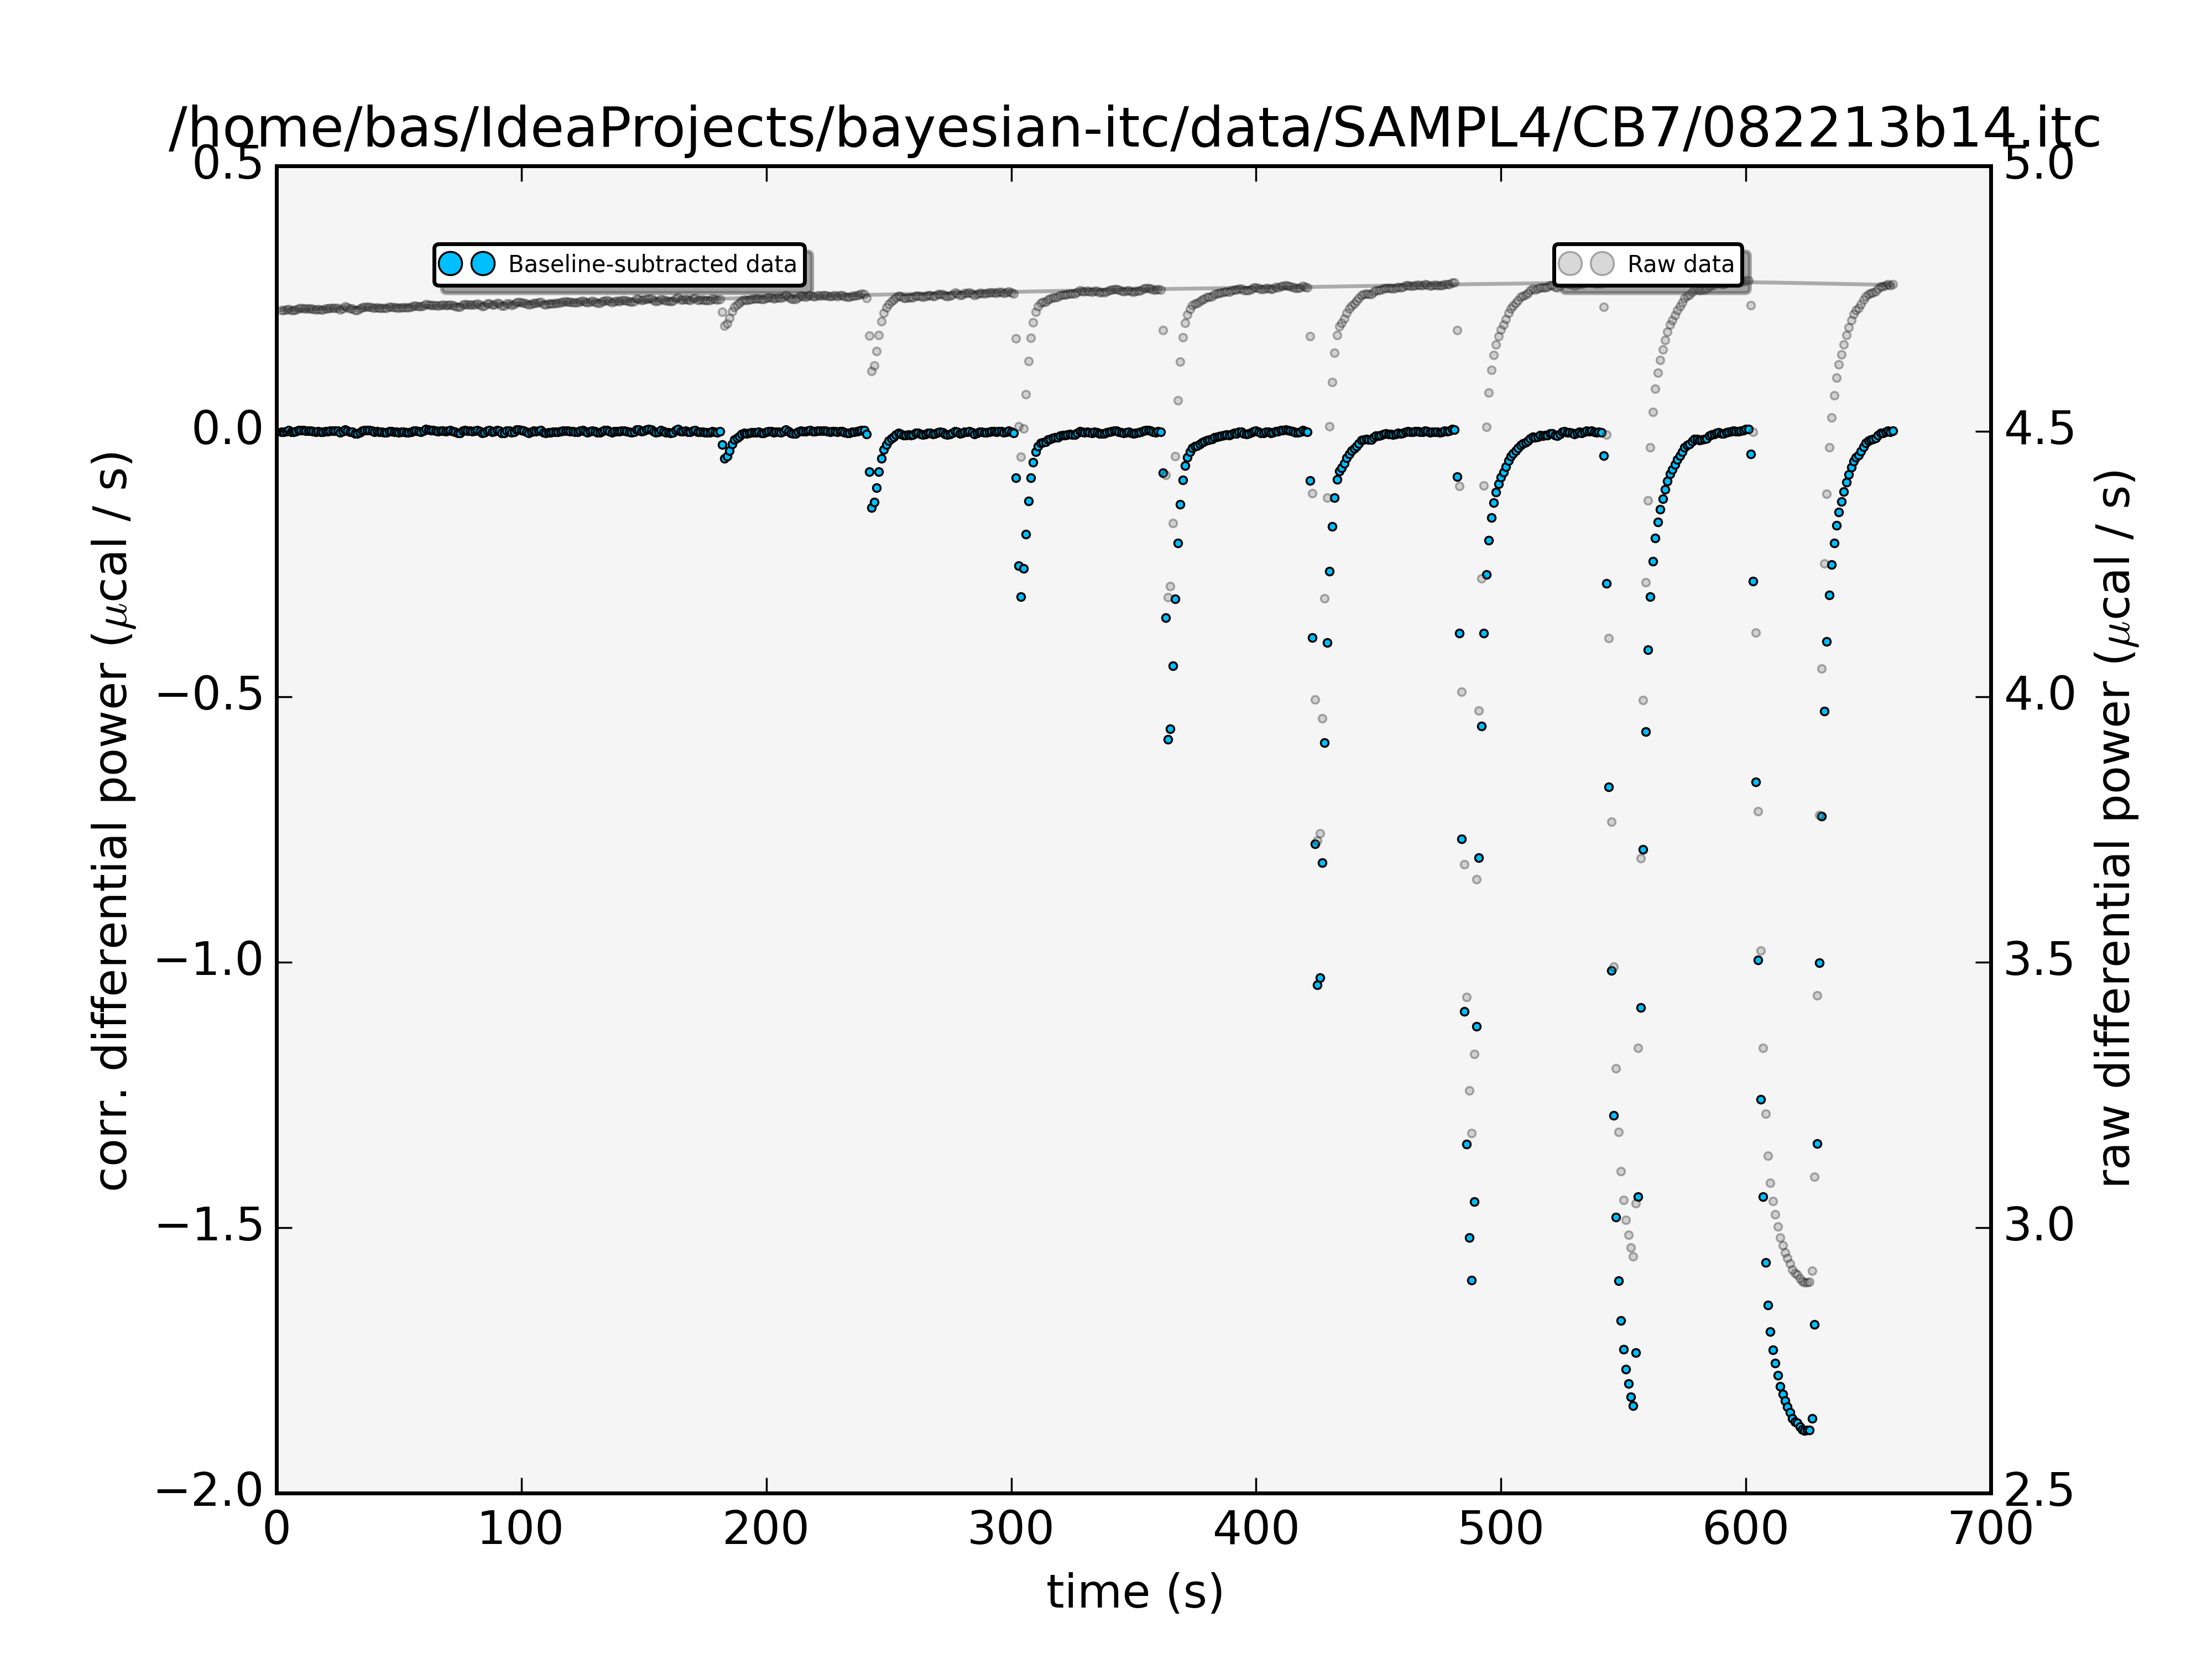 /home/bas/IdeaProjects/bayesian-itc/data/SAMPL4/CB7/082213b14.itc
Baseline-subtracted data
Raw data
corr. differential power (μcal / s)
0.5
0.0
−0.5
−1.0
−1.5
−2.0
raw differential power (μcal / s)
5.0
4.5
4.0
3.5
3.0
2.5
0 100 200 300 400 500 600 700
time (s)